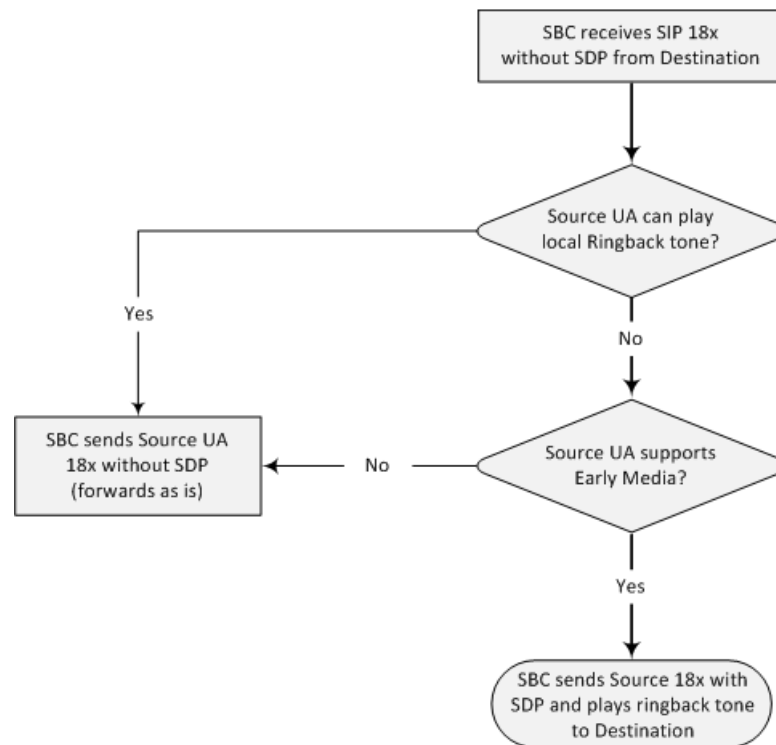 SBC receives SIP 18x
without SDP from Destination
Source UA can play
local Ringback tone?
Yes
No
SBC sends Source UA
18x without SDP
(forwards as is)
No
Source UA supports
Early Media?
Yes
SBC sends Source 18x with
SDP and plays ringback tone
to Destination